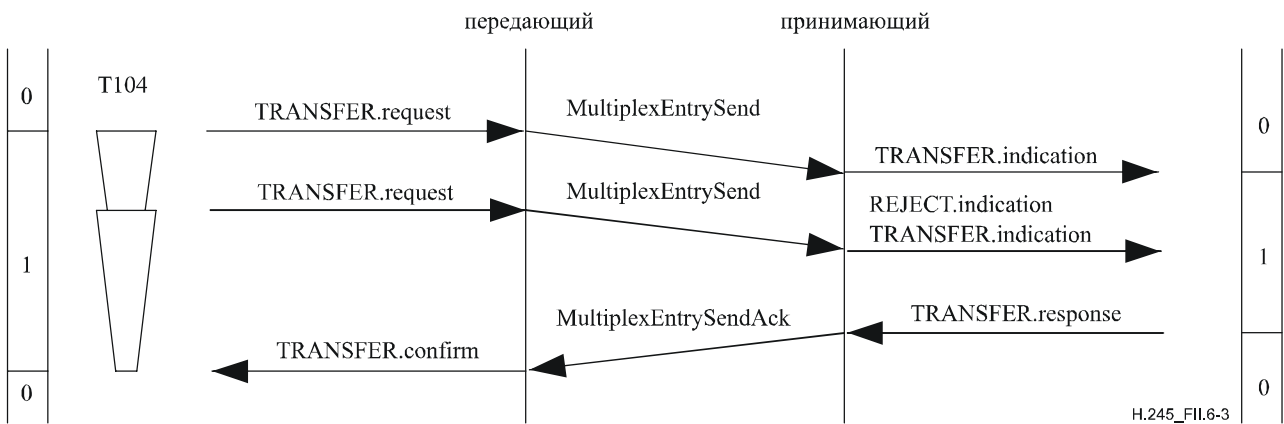 передающий принимающий
T104
0
TRANSFER.request MultiplexEntrySend
0
TRANSFER.indication
TRANSFER.request MultiplexEntrySend
REJECT.indication
TRANSFER.indication
1
1
TRANSFER.response
MultiplexEntrySendAck
TRANSFER.confirm
0
0
H.245_FII.6-3